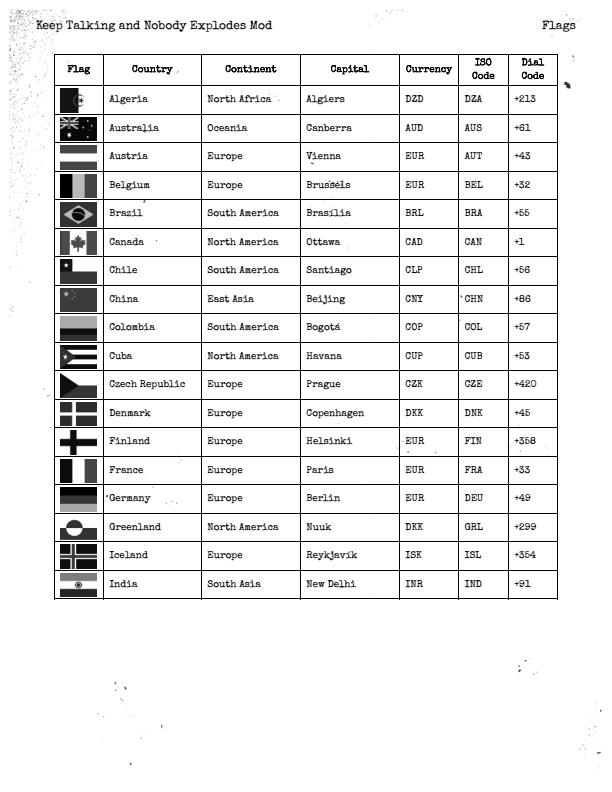 Keep Talking and Nobody Explodes Mod Flags
Flag Country Continent Capital Currency ISO Code Dial Code
Algeria North Africa Algiers DZD DZA +213
Australia Oceania Canberra AUD AUS +61
Austria Europe Vienna EUR AUT +43
Belgium Europe Brussels EUR BEL +32
Brazil South America Brasília BRL BRA +55
Canada North America Ottawa CAD CAN +1
Chile South America Santiago CLP CHL +56
China East Asia Beijing CNY CHN +86
Colombia South America Bogotá COP COL +57
Cuba North America Havana CUP CUB +53
Czech Republic Europe Prague CZK CZE +420
Denmark Europe Copenhagen DKK DNK +45
Finland Europe Helsinki EUR FIN +358
France Europe Paris EUR FRA +33
Germany Europe Berlin EUR DEU +49
Greenland North America Nuuk DKK GRL +299
Iceland Europe Reykjavík ISK ISL +354
India South Asia New Delhi INR IND +91